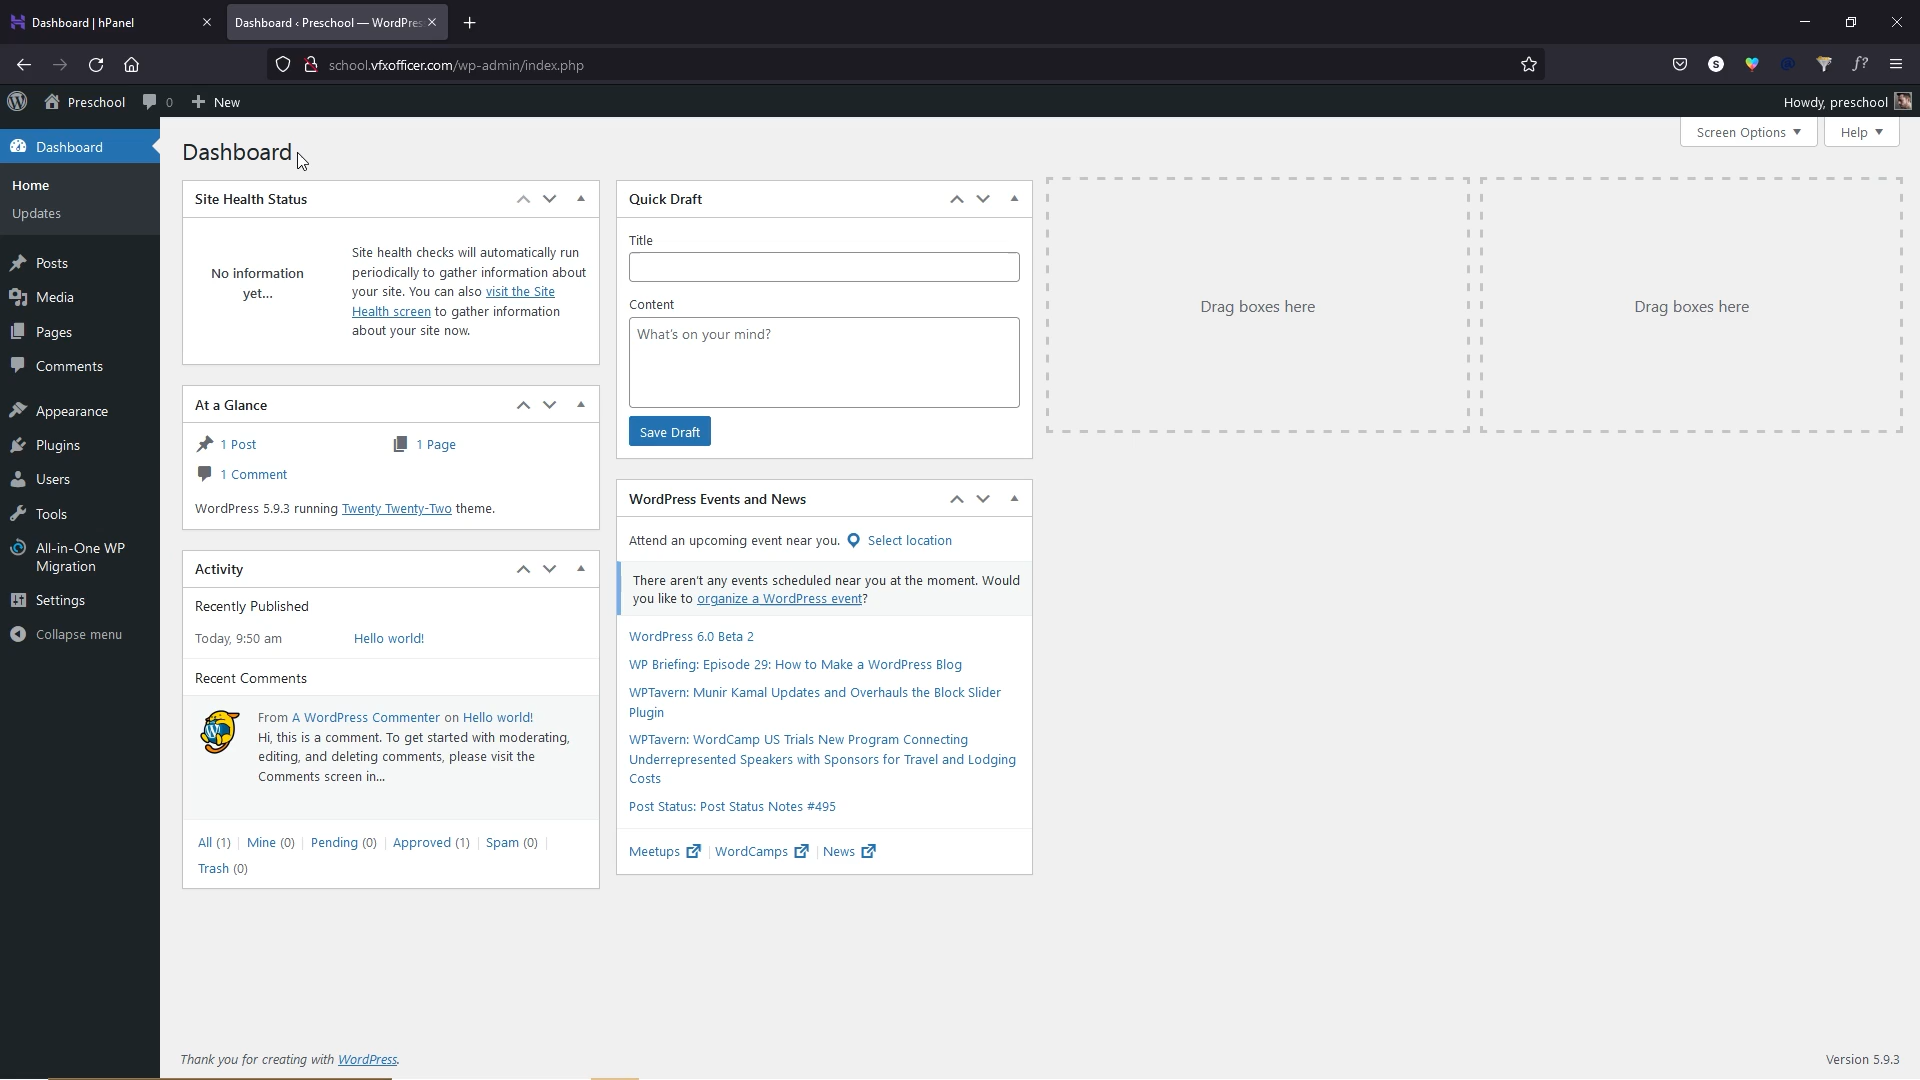 Dashboard | hPanel
Dashboard ‹ Preschool — WordPres
school.vfxofficer.com/wp-admin/index.php
Preschool
0
New
Howdy, preschool
Dashboard
Home
Updates
Posts
Media
Pages
Comments
Appearance
Plugins
Users
Tools
All-in-One WP
Migration
Settings
Collapse menu
Screen Options
Help
Dashboard
Site Health Status
No information
yet...
Site health checks will automatically run
periodically to gather information about
your site. You can also visit the Site
Health screen to gather information
about your site now.
At a Glance
1 Post
1 Page
1 Comment
WordPress 5.9.3 running Twenty Twenty-Two theme.
Activity
Recently Published
Today, 9:50 am
Hello world!
Recent Comments
From A WordPress Commenter on Hello world!
Hi, this is a comment. To get started with moderating,
editing, and deleting comments, please visit the
Comments screen in...
All (1) | Mine (0) | Pending (0) | Approved (1) | Spam (0) |
Trash (0)
Quick Draft
Title
Content
What's on your mind?
Save Draft
WordPress Events and News
Attend an upcoming event near you. Select location
There aren't any events scheduled near you at the moment. Would
you like to organize a WordPress event?
WordPress 6.0 Beta 2
WP Briefing: Episode 29: How to Make a WordPress Blog
WPTavern: Munir Kamal Updates and Overhauls the Block Slider
Plugin
WPTavern: WordCamp US Trials New Program Connecting
Underrepresented Speakers with Sponsors for Travel and Lodging
Costs
Post Status: Post Status Notes #495
Meetups | WordCamps | News
Drag boxes here
Drag boxes here
Thank you for creating with WordPress.
Version 5.9.3